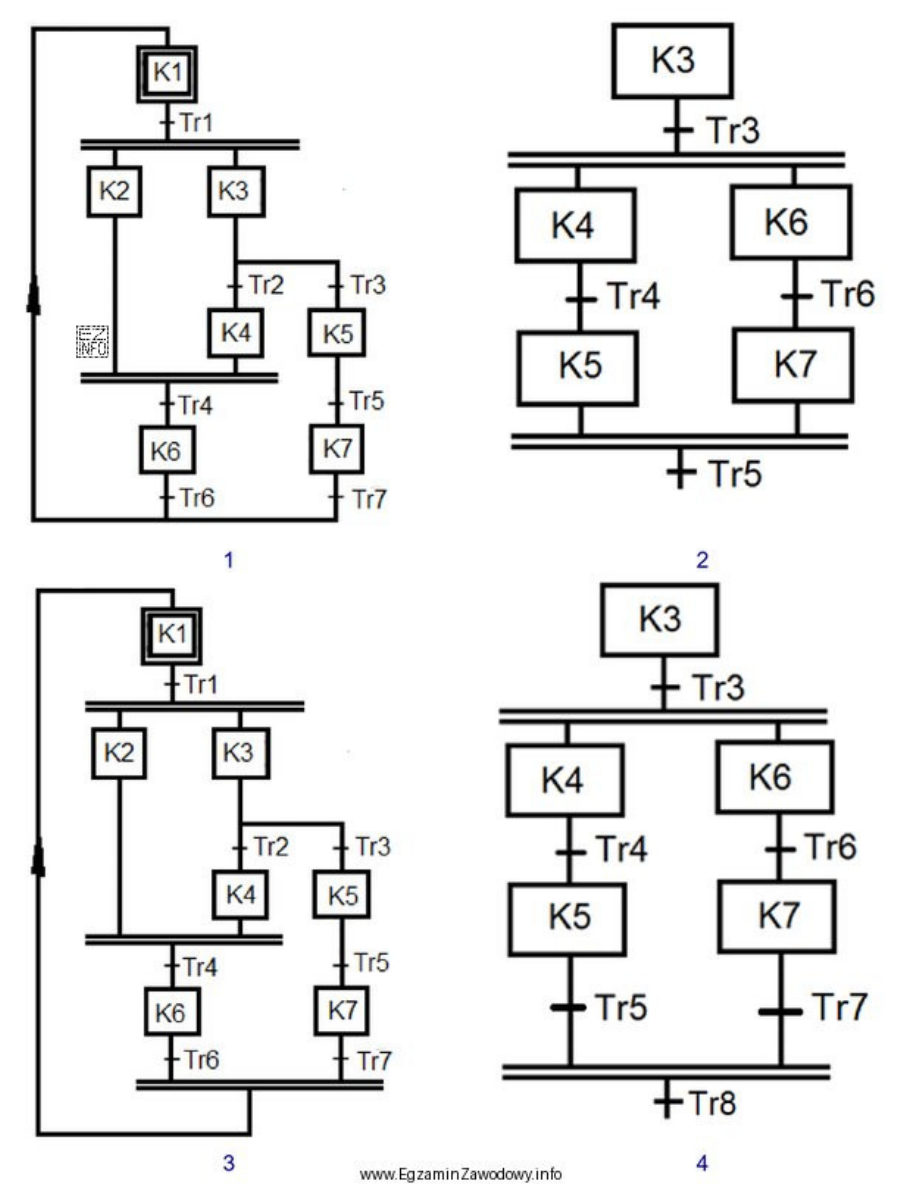 K1
Tr1
K2 K3
Tr2 Tr3
EZ
INFO
K4 K5
Tr4 Tr5
K6 K7
Tr6 Tr7
1
K3
Tr3
K4 K6
Tr4 Tr6
K5 K7
Tr5
2
K1
Tr1
K2 K3
Tr2 Tr3
K4 K5
Tr4 Tr5
K6 K7
Tr6 Tr7
3
K3
Tr3
K4 K6
Tr4 Tr6
K5 K7
Tr5 Tr7
Tr8
4
www.EgzaminZawodowy.info